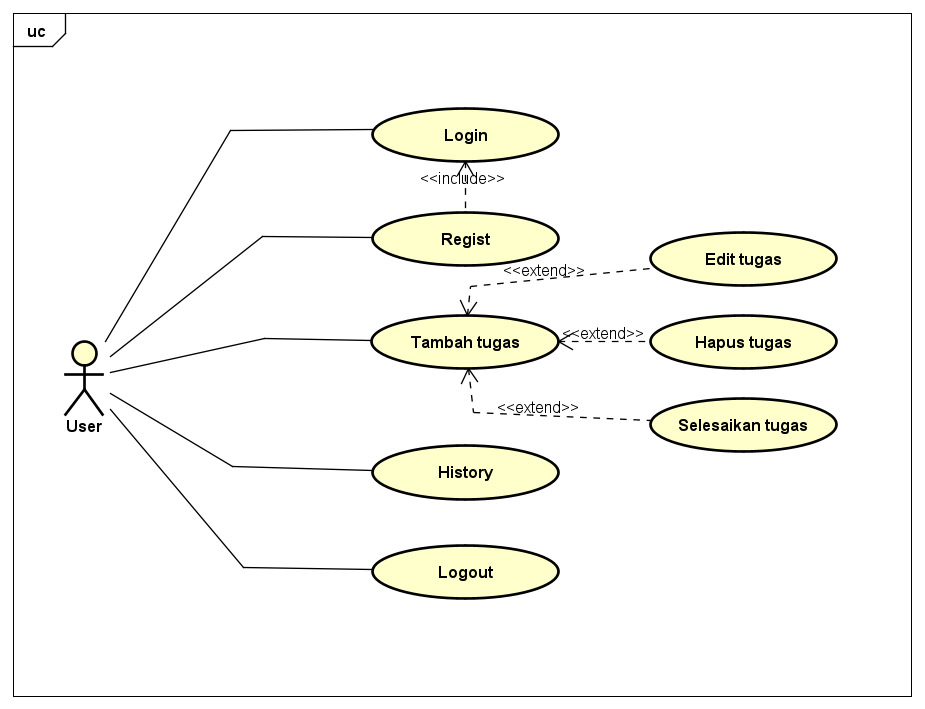 uc
Login
<<include>>
Regist
Edit tugas
<<extend>>
Tambah tugas
<<extend>>
Hapus tugas
<<extend>>
Selesaikan tugas
User
History
Logout